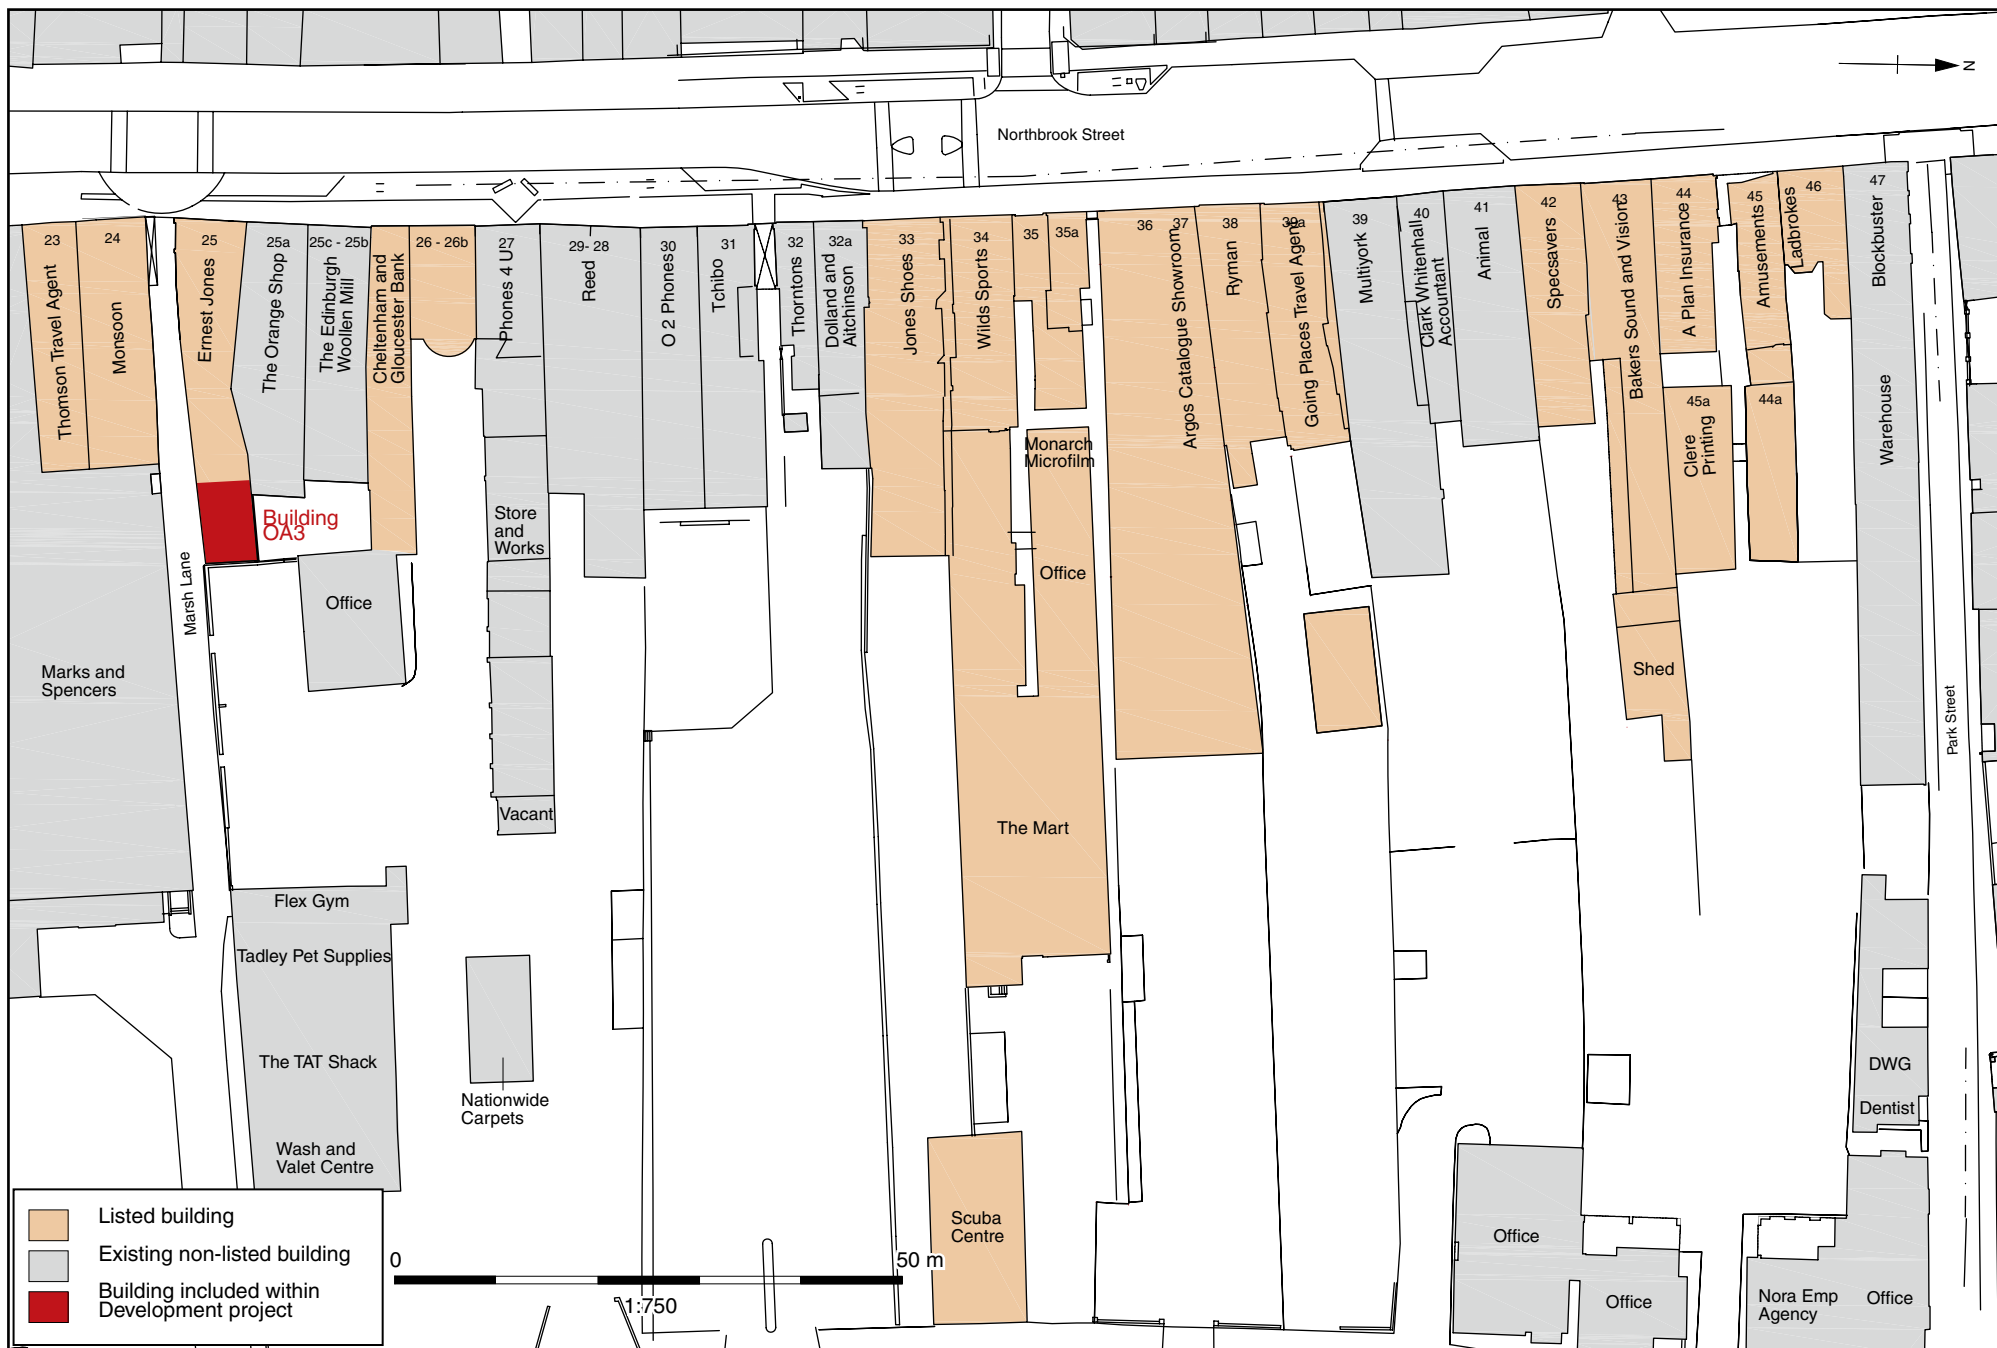 N
Northbrook Street
23
Thomson Travel Agent
24
Monsoon
25
Ernest Jones
25a
The Orange Shop
25c - 25b
The Edinburgh
Woollen Mill
Cheltenham and
Gloucester Bank
26 - 26b
27
Phones 4 U
29- 28
Reed
30
O 2 Phones
31
Tchibo
32
Thorntons
32a
Dolland and
Aitchinson
33
Jones Shoes
34
Wilds Sports
35
35a
36
37
Argos Catalogue Showroom
38
Ryman
39a
Going Places Travel Agent
39
Multiyork
40
Clark Whitenhall
Accountant
41
Animal
42
Specsavers
43
Bakers Sound and Vision
44
A Plan Insurance
45
Amusements
46
Ladbrokes
47
Blockbuster
Warehouse
45a
Clere
Printing
44a
Monarch
Microfilm
Office
Building
OA3
Store
and
Works
Marsh Lane
Office
Marks and
Spencers
Shed
Park Street
Vacant
The Mart
Flex Gym
Tadley Pet Supplies
The TAT Shack
Nationwide
Carpets
Wash and
Valet Centre
DWG
Dentist
Scuba
Centre
Office
Office
Nora Emp
Agency
Office
Listed building
Existing non-listed building
Building included within
Development project
0
50 m
1:750